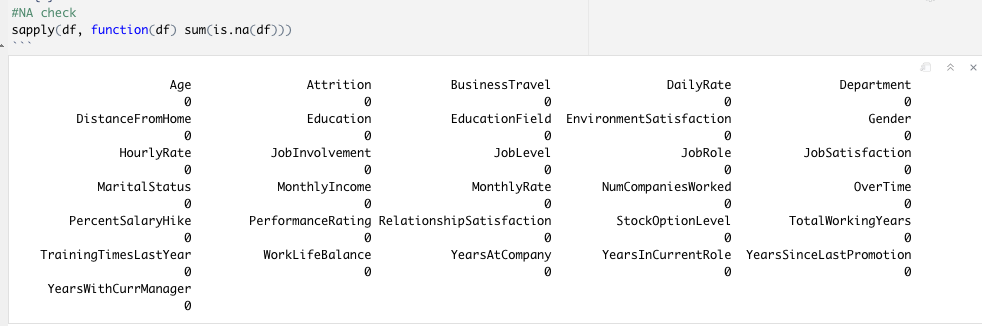 #NA check
sapply(df, function(df) sum(is.na(df)))
```
Age Attrition BusinessTravel DailyRate Department
0 0 0 0 0
DistanceFromHome Education EducationField EnvironmentSatisfaction Gender
0 0 0 0 0
HourlyRate JobInvolvement JobLevel JobRole JobSatisfaction
0 0 0 0 0
MaritalStatus MonthlyIncome MonthlyRate NumCompaniesWorked OverTime
0 0 0 0 0
PercentSalaryHike PerformanceRating RelationshipSatisfaction StockOptionLevel TotalWorkingYears
0 0 0 0 0
TrainingTimesLastYear WorkLifeBalance YearsAtCompany YearsInCurrentRole YearsSinceLastPromotion
0 0 0 0 0
YearsWithCurrManager
0